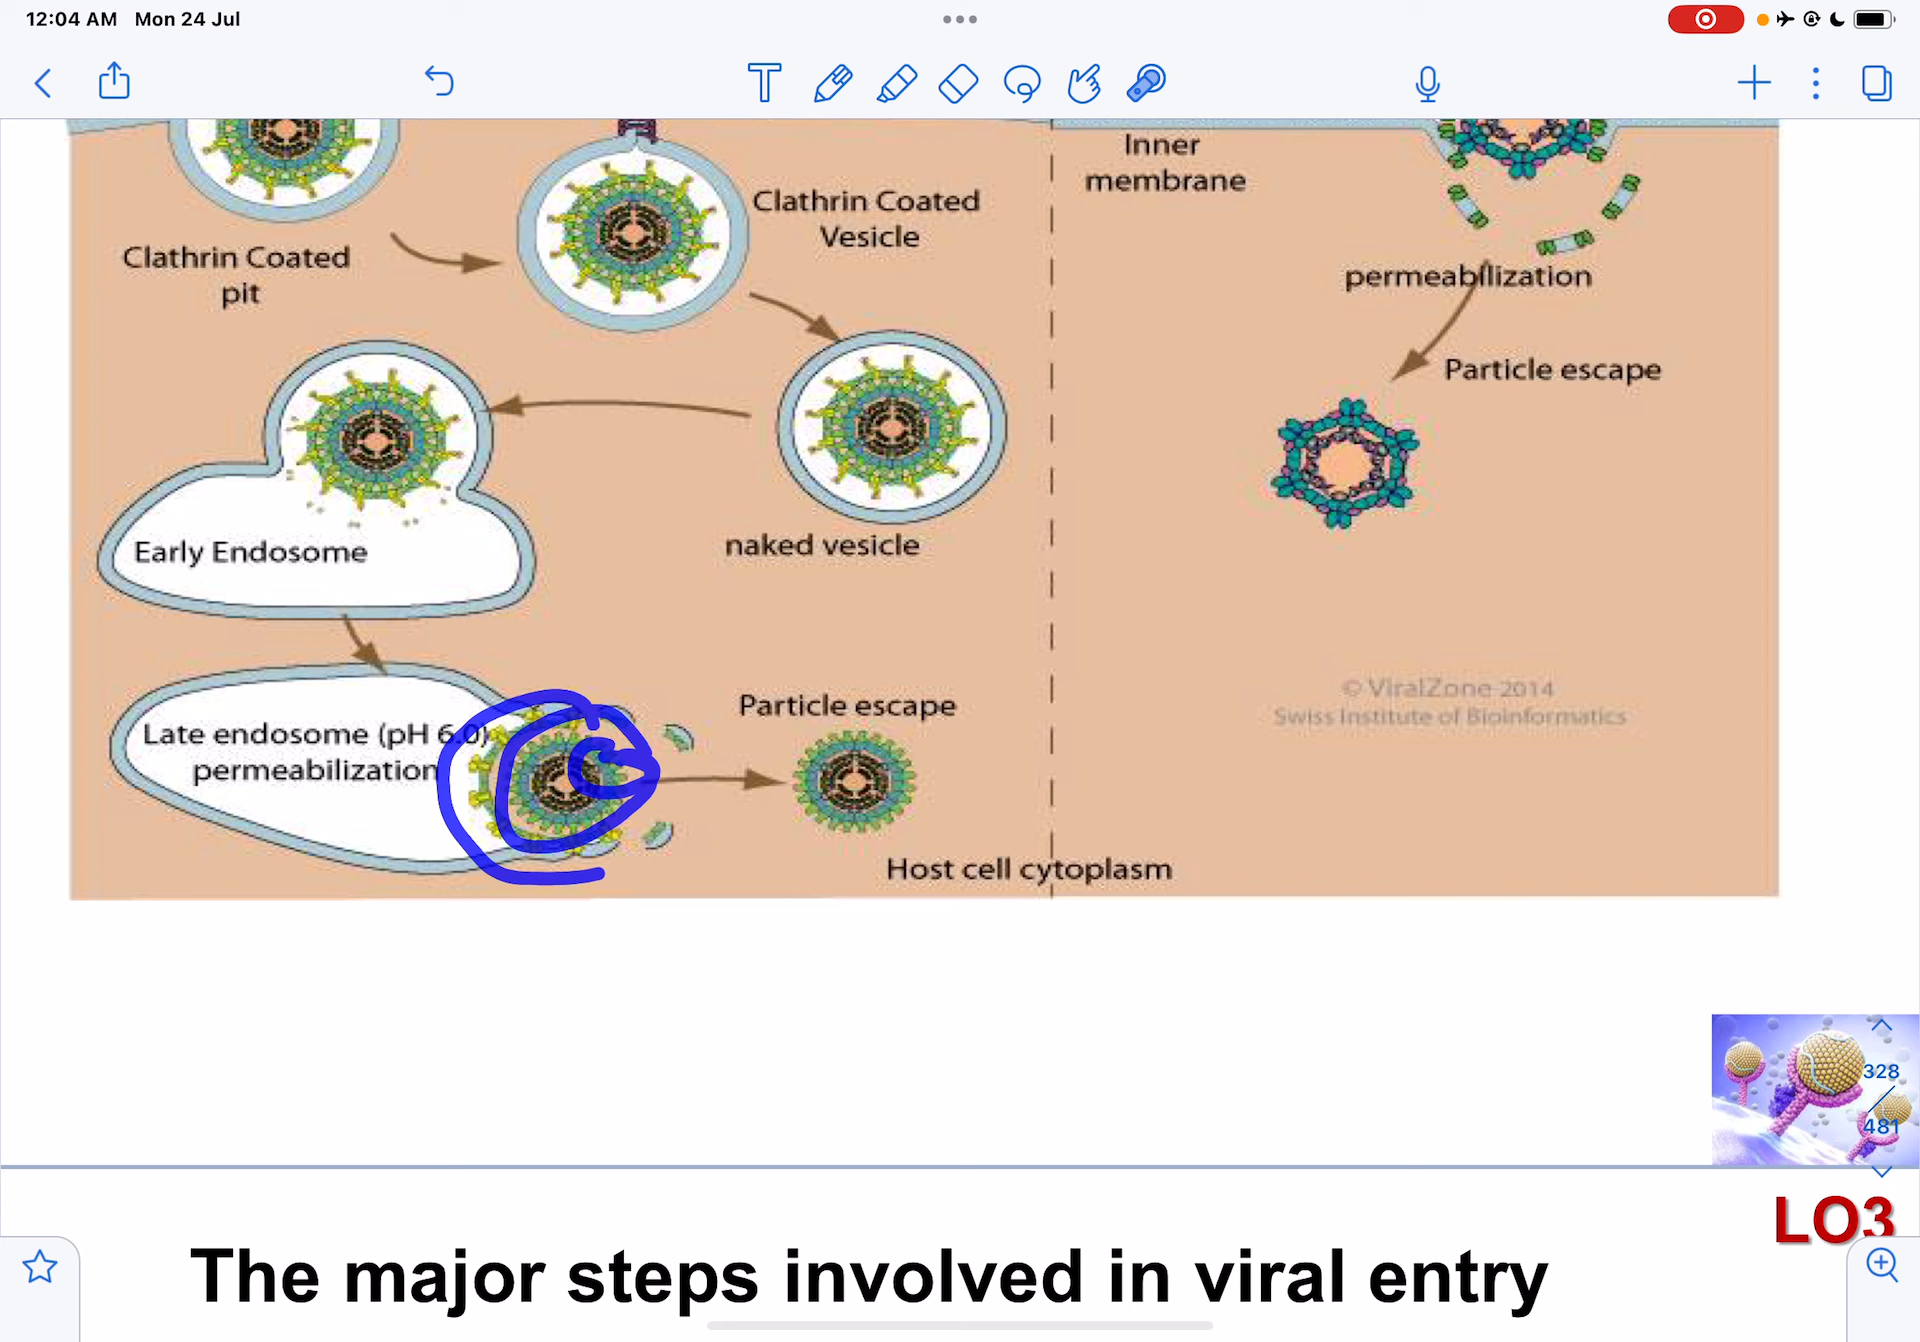 12:04 AM Mon 24 Jul
Inner
membrane
Clathrin Coated
Vesicle
Clathrin Coated
pit
permeabilization
Particle escape
naked vesicle
Early Endosome
Particle escape
Late endosome (pH 6.0)
permeabilization
© ViralZone 2014
Swiss Institute of Bioinformatics
Host cell cytoplasm
328
481
LO3
The major steps involved in viral entry